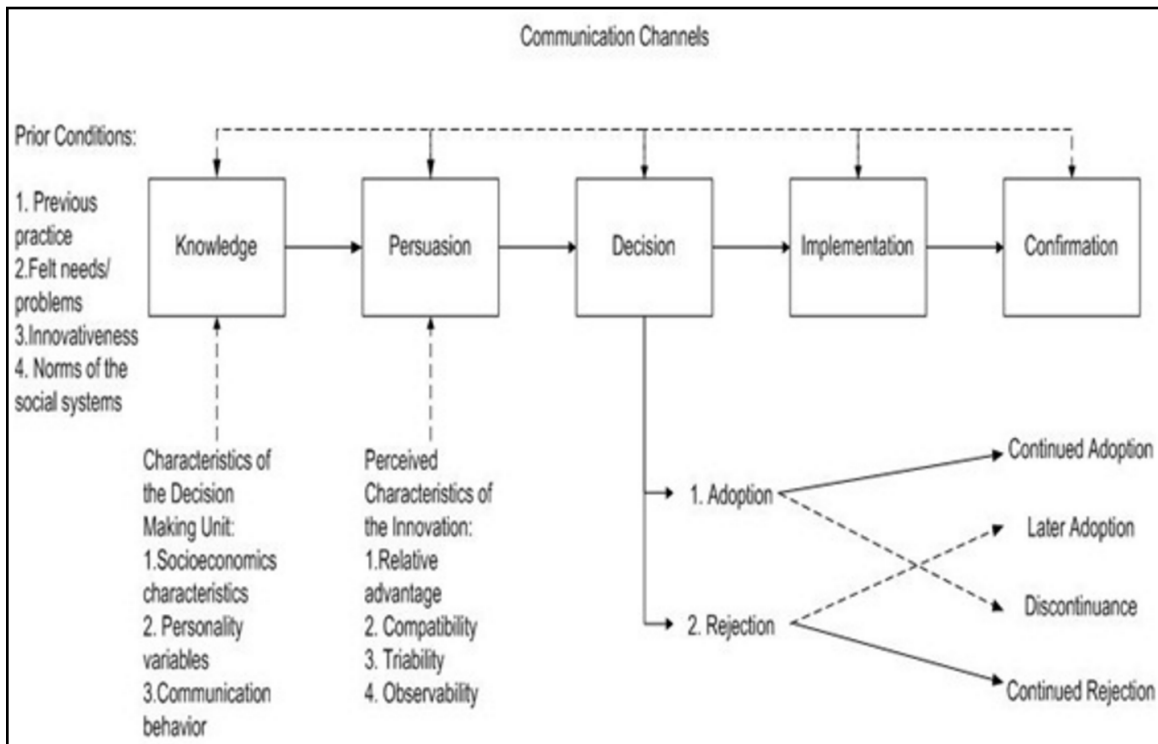 Communication Channels
Prior Conditions:
1. Previous
practice
2.Felt needs/
problems
3.Innovativeness
4. Norms of the
social systems
Knowledge
Persuasion
Decision
Implementation
Confirmation
Characteristics of
the Decision
Making Unit:
1.Socioeconomics
characteristics
2. Personality
variables
3.Communication
behavior
Perceived
Characteristics of
the Innovation:
1.Relative
advantage
2. Compatibility
3. Triability
4. Observability
1. Adoption
2. Rejection
Continued Adoption
Later Adoption
Discontinuance
Continued Rejection